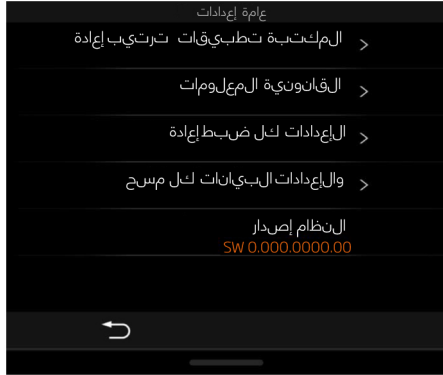 عامة إعدادات
المكتبة تطبيقات ترتيب إعادة
القانونية المعلومات
الإعدادات كل ضبط إعادة
والإعدادات البيانات كل مسح
النظام إصدار
SW 0.000.0000.00